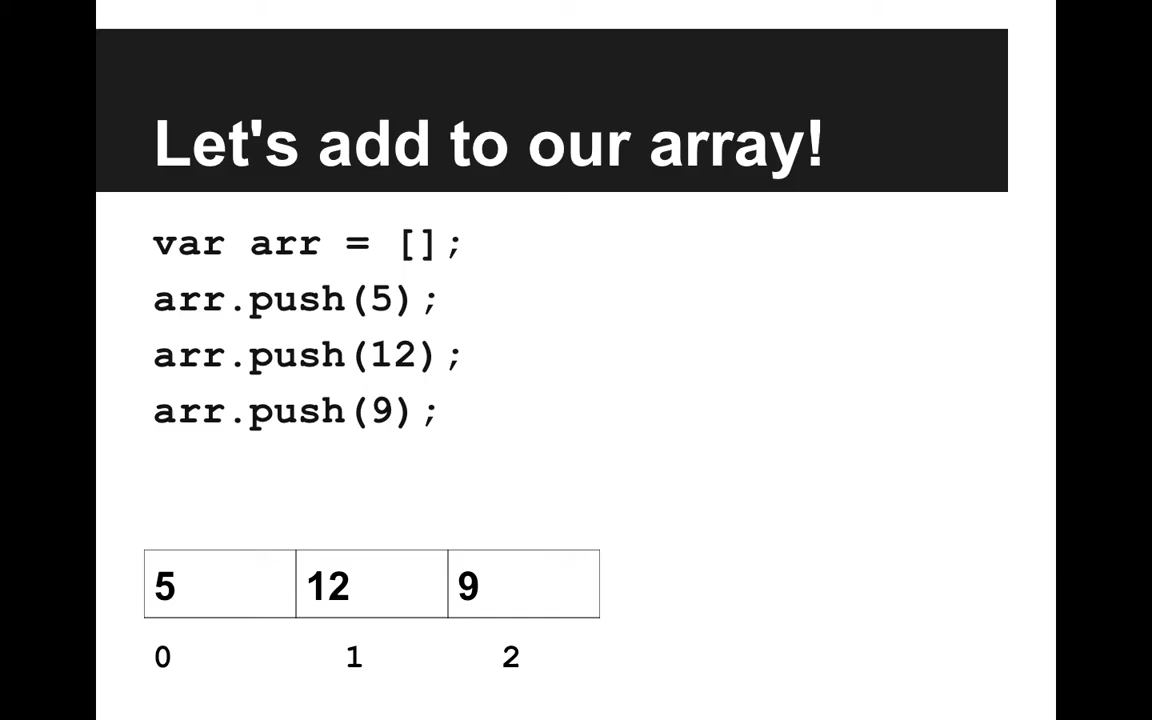 Let's add to our array!
var arr = [];
arr.push(5);
arr.push(12);
arr.push(9);
5 12 9
0 1 2